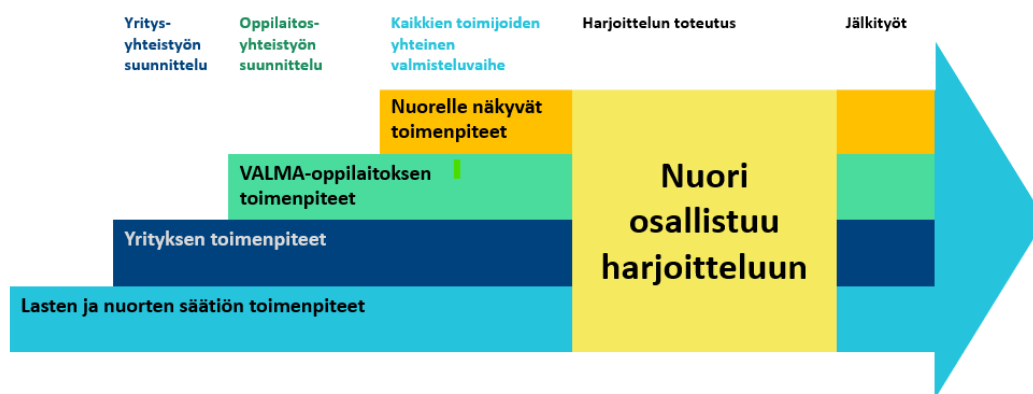 Yritys-
yhteistyön
suunnittelu
Oppilaitos-
yhteistyön
suunnittelu
Kaikkien toimijoiden
yhteinen
valmisteluvaihe
Harjoittelun toteutus
Jälkityöt
Nuorelle näkyvät
toimenpiteet
VALMA-oppilaitoksen
toimenpiteet
Yrityksen toimenpiteet
Lasten ja nuorten säätiön toimenpiteet
Nuori
osallistuu
harjoitteluun